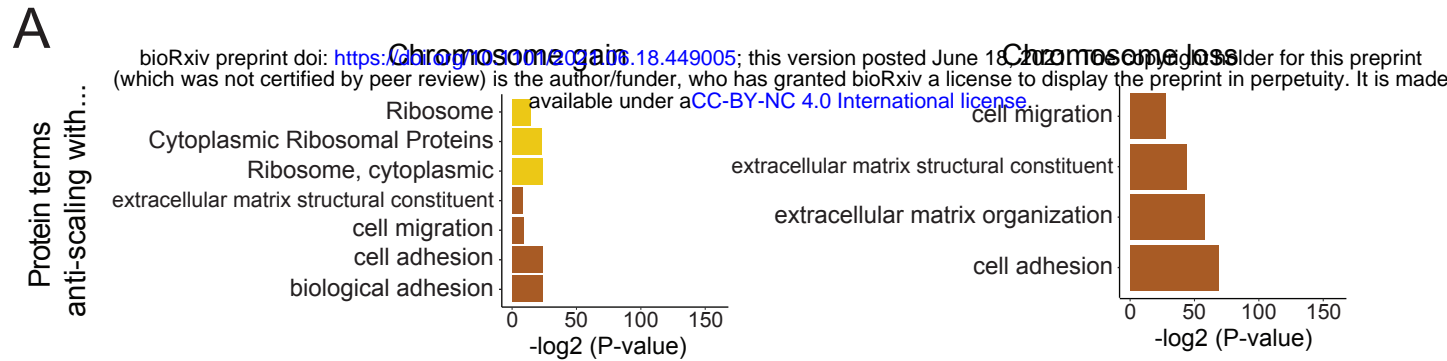 A
Chromosome gain
Chromosome loss
bioRxiv preprint doi: https://doi.org/10.1101/2021.06.18.449005; this version posted June 18, 2021. The copyright holder for this preprint
(which was not certified by peer review) is the author/funder, who has granted bioRxiv a license to display the preprint in perpetuity. It is made
available under aCC-BY-NC 4.0 International license.
Protein terms
anti-scaling with...
Ribosome
Cytoplasmic Ribosomal Proteins
Ribosome, cytoplasmic
extracellular matrix structural constituent
cell migration
cell adhesion
biological adhesion
0 50 100 150
-log2 (P-value)
cell migration
extracellular matrix structural constituent
extracellular matrix organization
cell adhesion
0 50 100 150
-log2 (P-value)